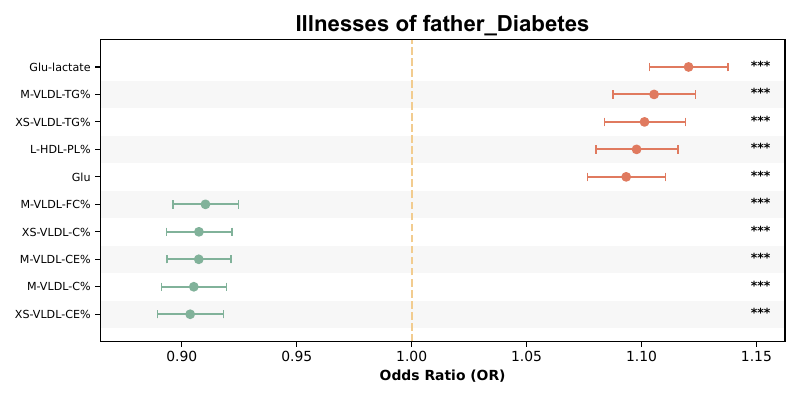 Illnesses of father_Diabetes
Glu-lactate ***
M-VLDL-TG% ***
XS-VLDL-TG% ***
L-HDL-PL% ***
Glu ***
M-VLDL-FC% ***
XS-VLDL-C% ***
M-VLDL-CE% ***
M-VLDL-C% ***
XS-VLDL-CE% ***
0.90 0.95 1.00 1.05 1.10 1.15
Odds Ratio (OR)